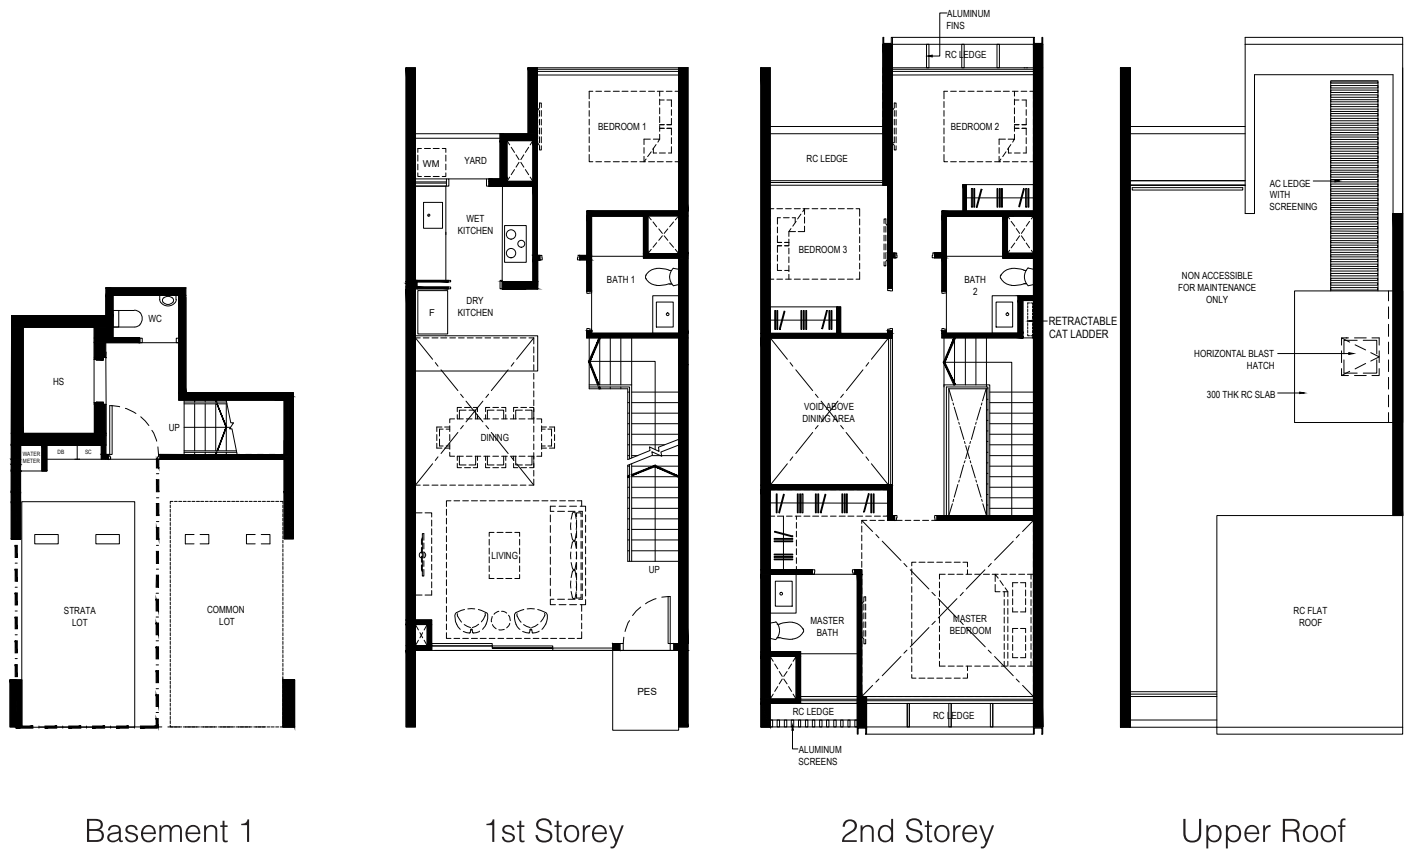 WC
HS
UP
WATER
METER
DB
SC
STRATA
LOT
COMMON
LOT
Basement 1
BEDROOM 1
WM
YARD
WET
KITCHEN
BATH 1
F
DRY
KITCHEN
DINING
LIVING
UP
PES
1st Storey
ALUMINUM
FINS
RC LEDGE
BEDROOM 2
RC LEDGE
BEDROOM 3
BATH
2
RETRACTABLE
CAT LADDER
VOID ABOVE
DINING AREA
MASTER
BATH
MASTER
BEDROOM
RC LEDGE
RC LEDGE
ALUMINUM
SCREENS
2nd Storey
AC LEDGE
WITH
SCREENING
NON ACCESSIBLE
FOR MAINTENANCE
ONLY
HORIZONTAL BLAST
HATCH
300 THK RC SLAB
RC FLAT
ROOF
Upper Roof